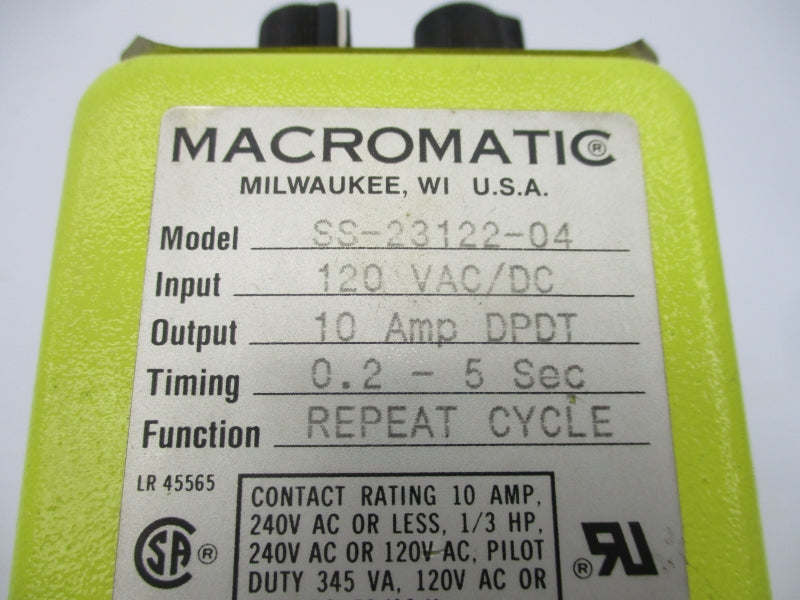 MACROMATIC®
MILWAUKEE, WI U.S.A.
Model SS-23122-04
Input 120 VAC/DC
Output 10 Amp DPDT
Timing 0.2 - 5 Sec
Function REPEAT CYCLE
LR 45565
CONTACT RATING 10 AMP,
240V AC OR LESS, 1/3 HP,
240V AC OR 120V AC, PILOT
DUTY 345 VA, 120V AC OR
SA ®
® RU